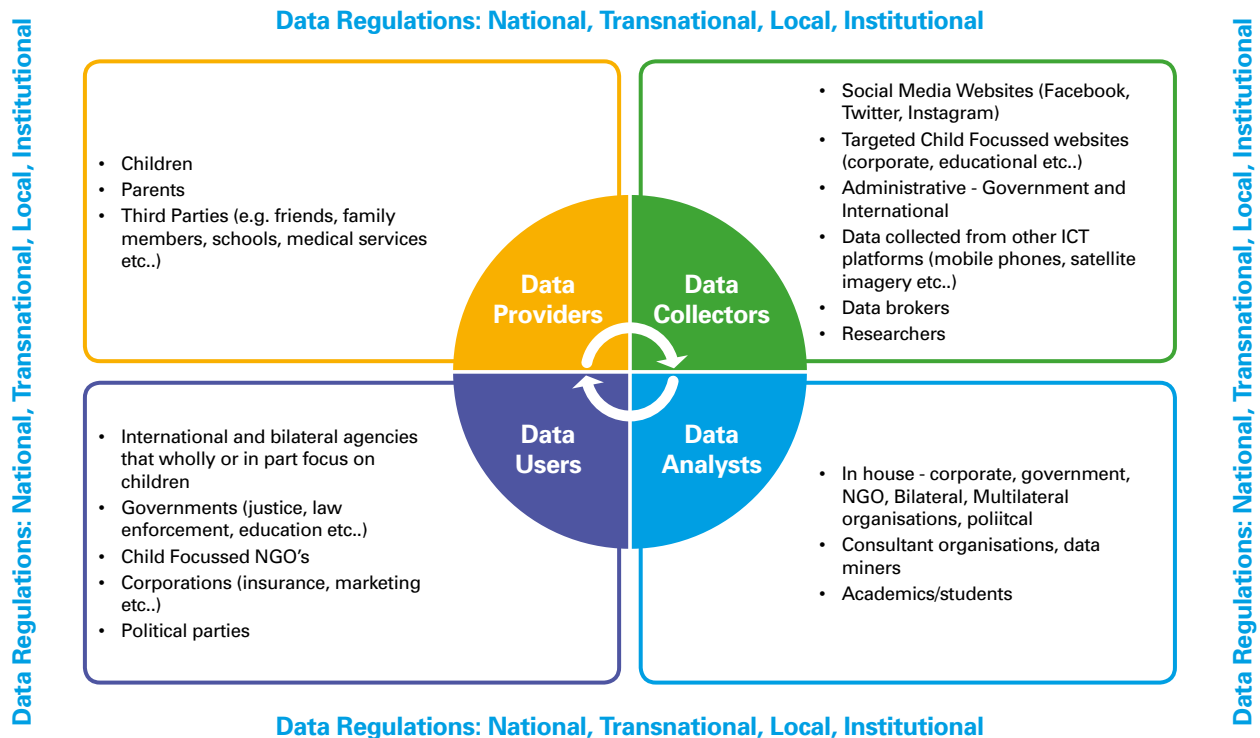 Data Regulations: National, Transnational, Local, Institutional
Data Regulations: National, Transnational, Local, Institutional
• Children
• Parents
• Third Parties (e.g. friends, family
members, schools, medical services
etc..)
• Social Media Websites (Facebook,
Twitter, Instagram)
• Targeted Child Focussed websites
(corporate, educational etc..)
• Administrative - Government and
International
• Data collected from other ICT
platforms (mobile phones, satellite
imagery etc..)
• Data brokers
• Researchers
Data
Providers
Data
Collectors
Data
Users
Data
Analysts
• International and bilateral agencies
that wholly or in part focus on
children
• Governments (justice, law
enforcement, education etc..)
• Child Focussed NGO's
• Corporations (insurance, marketing
etc..)
• Political parties
• In house - corporate, government,
NGO, Bilateral, Multilateral
organisations, poliitcal
• Consultant organisations, data
miners
• Academics/students
Data Regulations: National, Transnational, Local, Institutional
Data Regulations: National, Transnational, Local, Institutional